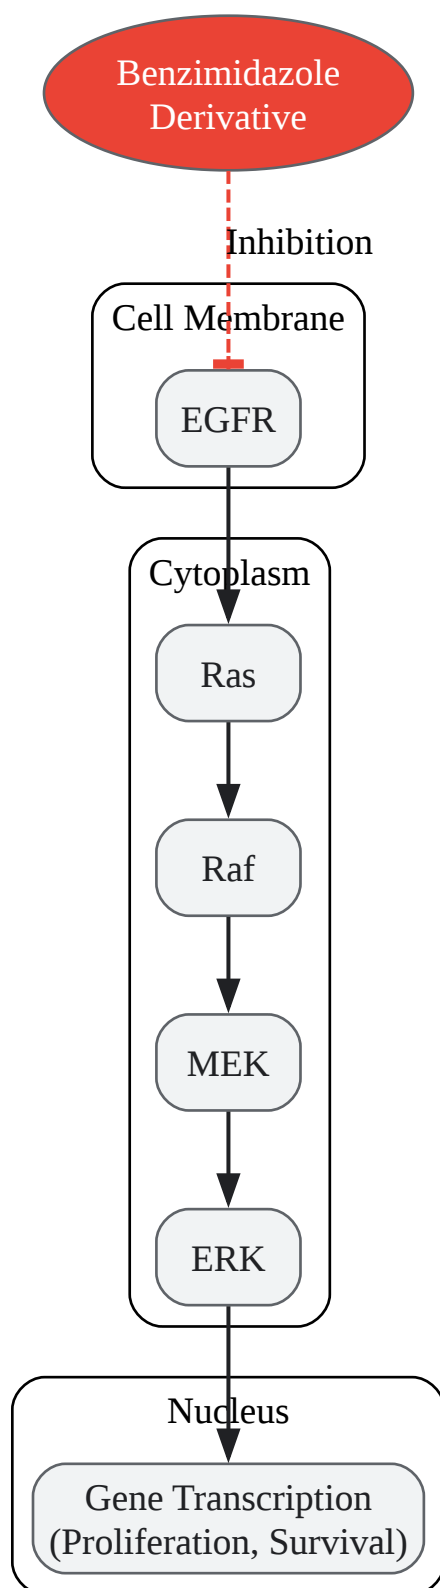 Benzimidazole
Derivative
Inhibition
Cell Membrane
EGFR
Cytoplasm
Ras
Raf
MEK
ERK
Nucleus
Gene Transcription
(Proliferation, Survival)